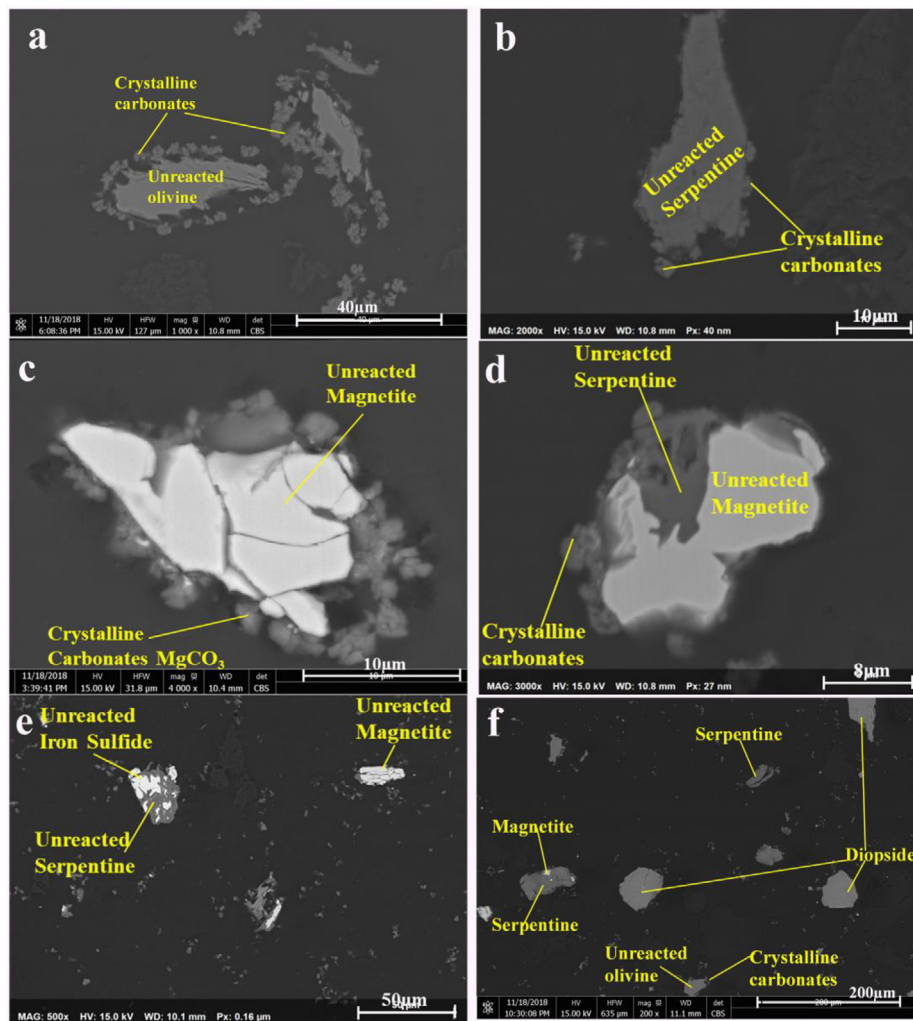 a
Crystalline
carbonates
Unreacted
olivine
11/18/2018 HV mag WD det
6:08:36 PM 15.00 kV HFW 127 µm 1 000 x 10.8 mm CBS
40µm
b
Unreacted
Serpentine
Crystalline
carbonates
MAG: 2000x HV: 15.0 kV WD: 10.8 mm Px: 40 nm
10µm
c
Unreacted
Magnetite
Crystalline
Carbonates MgCO3
11/18/2018 HV HFW mag WD det
3:39:41 PM 15.00 kV 31.8 µm 4 000 x 10.4 mm CBS
10µm
d
Unreacted
Serpentine
Unreacted
Magnetite
Crystalline
carbonates
MAG: 3000x HV: 15.0 kV WD: 10.8 mm Px: 27 nm
8µm
e
Unreacted
Iron Sulfide
Unreacted
Magnetite
Unreacted
Serpentine
MAG: 500x HV: 15.0 kV WD: 10.1 mm Px: 0.16 µm
50µm
f
Serpentine
Magnetite
Diopside
Serpentine
Unreacted
olivine
Crystalline
carbonates
11/18/2018 HV HFW mag WD det
10:30:08 PM 15.00 kV 635 µm 200 x 11.1 mm CBS
200µm